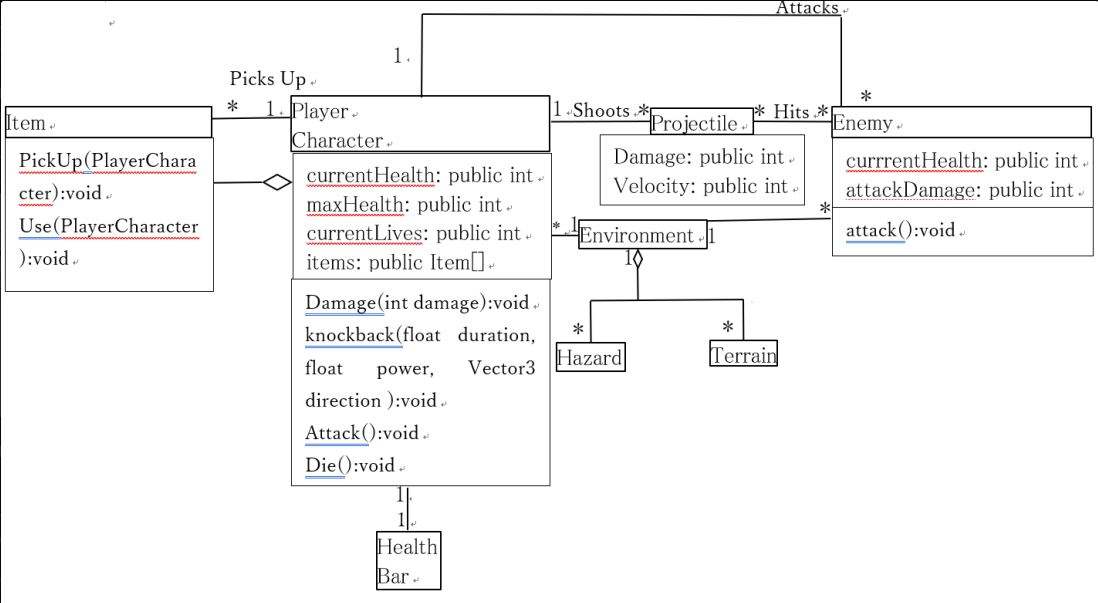 Attacks
1
Picks Up
* 1
Item
PickUp(PlayerChara
cter):void
Use(PlayerCharacter
):void
Player
Character
currentHealth: public int
maxHealth: public int
currentLives: public int
items: public Item[]
Damage(int damage):void
knockback(float duration,
float power, Vector3
direction ):void
Attack():void
Die():void
1
1
Health
Bar
1 Shoots *
Projectile
Damage: public int
Velocity: public int
* Hits *
*
Enemy
currrentHealth: public int
attackDamage: public int
attack():void
* 1
Environment
1
*
1
*
Hazard
*
Terrain